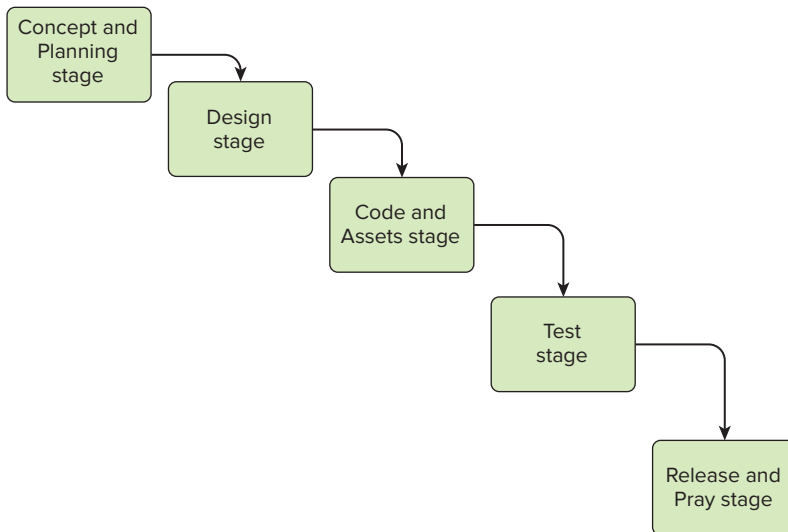 Concept and
Planning
stage
Design
stage
Code and
Assets stage
Test
stage
Release and
Pray stage